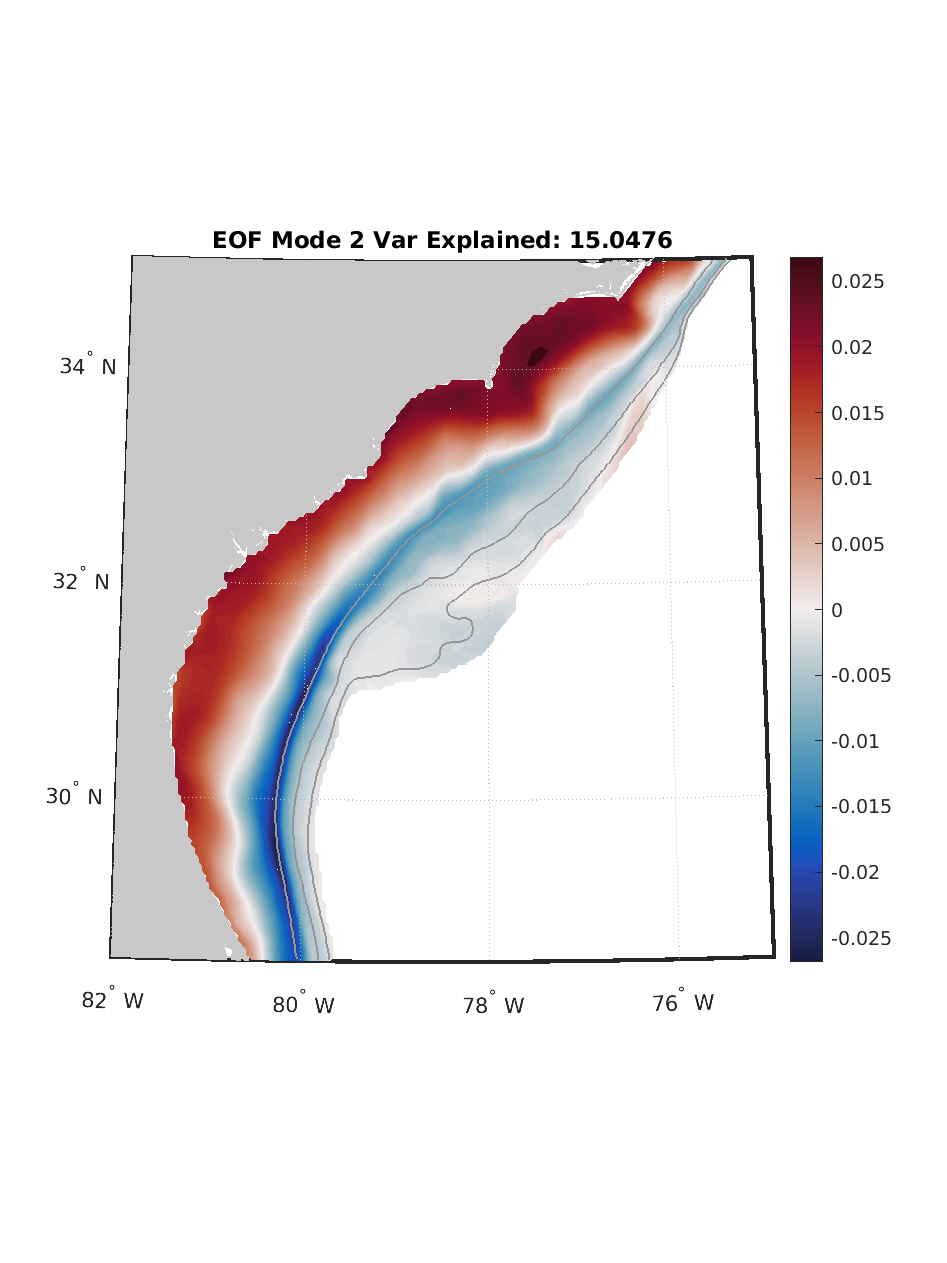 EOF Mode 2 Var Explained: 15.0476
0.025
0.02
34° N
0.015
0.01
0.005
32° N
0
-0.005
-0.01
30° N
-0.015
-0.02
-0.025
82° W
80° W
78° W
76° W